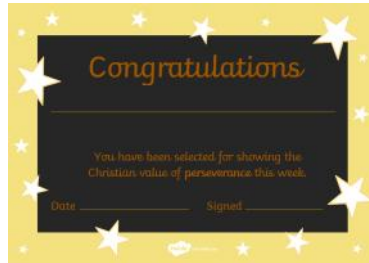 Congratulations
You have been selected for showing the
Christian value of perseverance this week.
Date
Signed